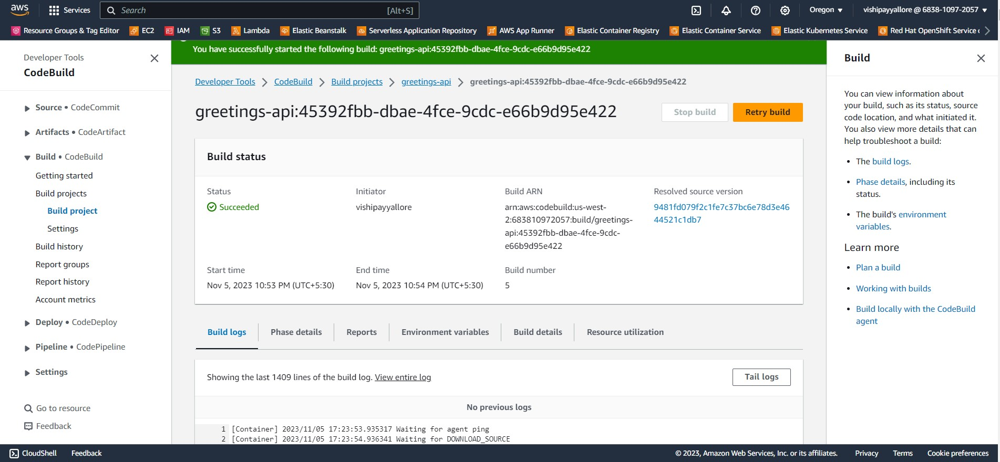 aws
Services
Search
[Alt+S]
Oregon
vishipayyallore @ 6838-1097-2057
Resource Groups & Tag Editor
EC2
IAM
S3
Lambda
Elastic Beanstalk
Serverless Application Repository
AWS App Runner
Elastic Container Registry
Elastic Container Service
Elastic Kubernetes Service
Red Hat OpenShift Service
Developer Tools
CodeBuild
Source • CodeCommit
Artifacts • CodeArtifact
Build • CodeBuild
Getting started
Build projects
Build project
Settings
Build history
Report groups
Report history
Account metrics
Deploy • CodeDeploy
Pipeline • CodePipeline
Settings
Go to resource
Feedback
You have successfully started the following build: greetings-api:45392fbb-dbae-4fce-9cdc-e66b9d95e422
Developer Tools
CodeBuild
Build projects
greetings-api
greetings-api:45392fbb-dbae-4fce-9cdc-e66b9d95e422
greetings-api:45392fbb-dbae-4fce-9cdc-e66b9d95e422
Stop build
Retry build
Build status
Status
Succeeded
Initiator
vishipayyallore
Build ARN
arn:aws:codebuild:us-west-
2:683810972057:build/greetings-
api:45392fbb-dbae-4fce-9cdc-
e66b9d95e422
Resolved source version
9481fd079f2c1fe7c37bc6e78d3e46
44521c1db7
Start time
Nov 5, 2023 10:53 PM (UTC+5:30)
End time
Nov 5, 2023 10:54 PM (UTC+5:30)
Build number
5
Build logs
Phase details
Reports
Environment variables
Build details
Resource utilization
Showing the last 1409 lines of the build log. View entire log
Tail logs
No previous logs
1 [Container] 2023/11/05 17:23:53.935317 Waiting for agent ping
2 [Container] 2023/11/05 17:23:54.936341 Waiting for DOWNLOAD_SOURCE
Build
You can view information about
your build, such as its status, source
code location, and what initiated it.
You also view more details that can
help troubleshoot a build:
• The build logs.
• Phase details, including its
status.
• The build's environment
variables.
Learn more
• Plan a build
• Working with builds
• Build locally with the CodeBuild
agent
CloudShell
Feedback
© 2023, Amazon Web Services, Inc. or its affiliates.
Privacy
Terms
Cookie preferences